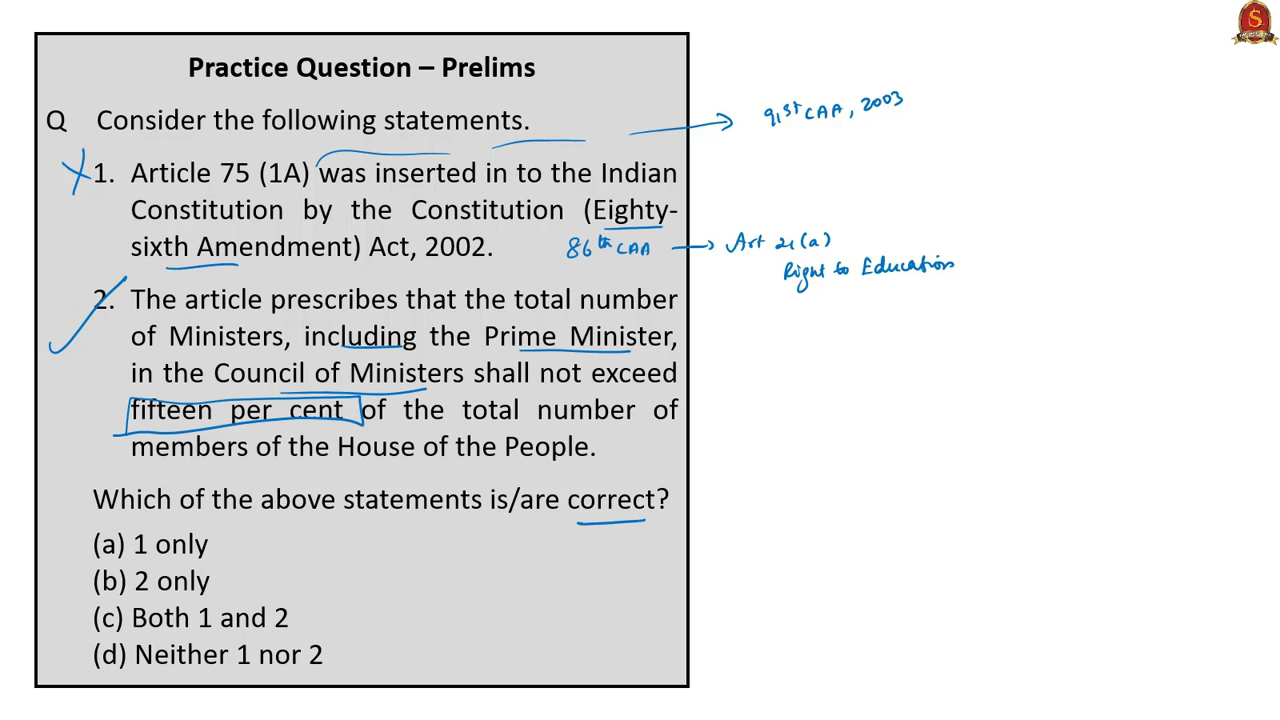 Practice Question – Prelims
Q Consider the following statements.
91st CAA, 2003
1. Article 75 (1A) was inserted in to the Indian
Constitution by the Constitution (Eighty-
sixth Amendment) Act, 2002.
86th CAA → Art 21(a)
Right to Education
2. The article prescribes that the total number
of Ministers, including the Prime Minister,
in the Council of Ministers shall not exceed
fifteen per cent of the total number of
members of the House of the People.
Which of the above statements is/are correct?
(a) 1 only
(b) 2 only
(c) Both 1 and 2
(d) Neither 1 nor 2